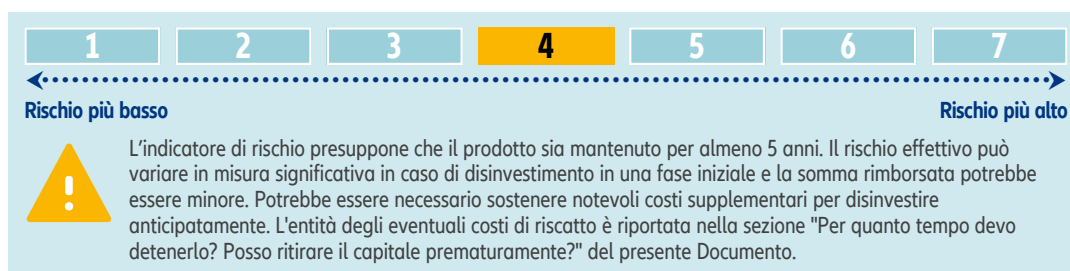 1 2 3 4 5 6 7
Rischio più basso Rischio più alto
L’indicatore di rischio presuppone che il prodotto sia mantenuto per almeno 5 anni. Il rischio effettivo può
variare in misura significativa in caso di disinvestimento in una fase iniziale e la somma rimborsata potrebbe
essere minore. Potrebbe essere necessario sostenere notevoli costi supplementari per disinvestire
anticipatamente. L'entità degli eventuali costi di riscatto è riportata nella sezione "Per quanto tempo devo
detenerlo? Posso ritirare il capitale prematuramente?" del presente Documento.